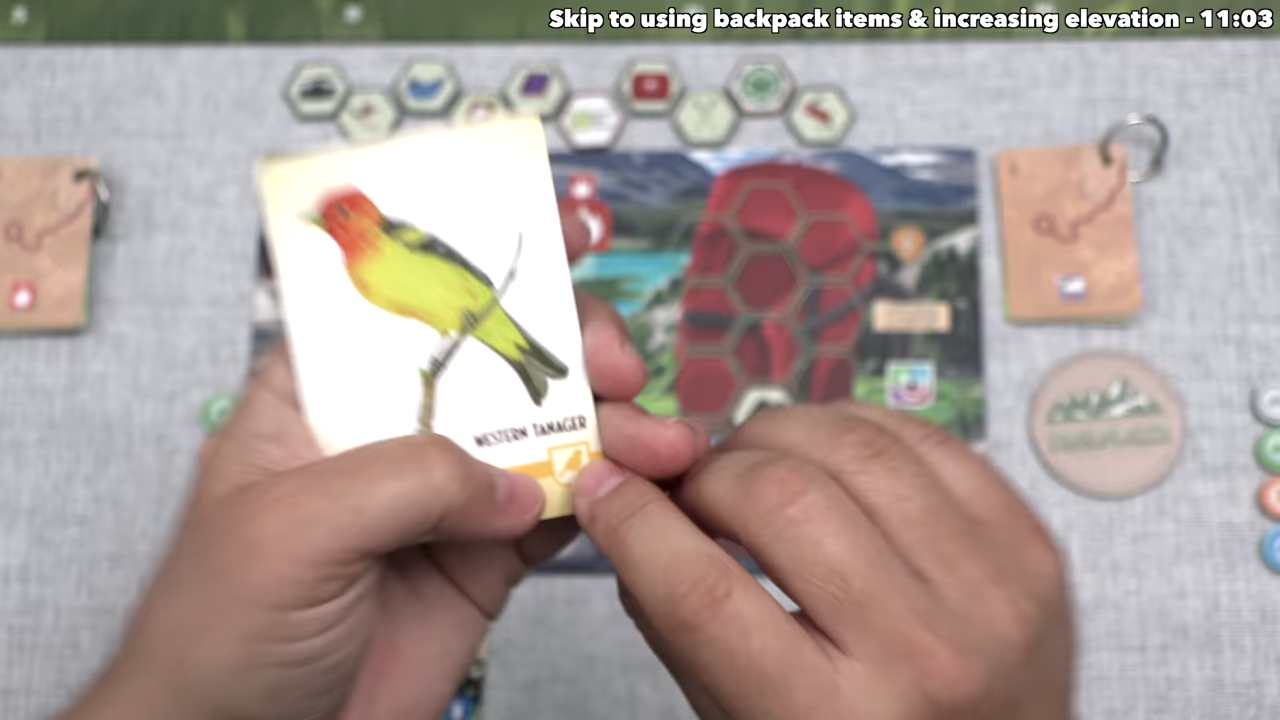 Skip to using backpack items & increasing elevation - 11:03
WESTERN TANAGER